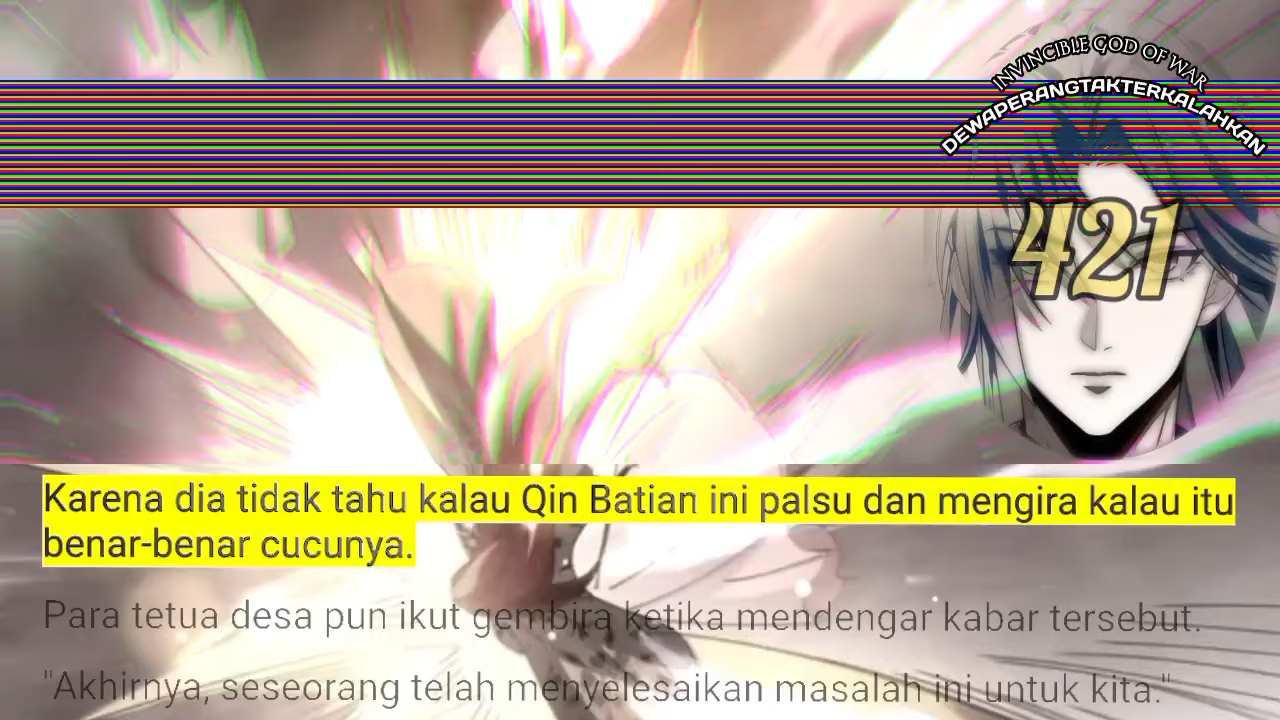 INVINCIBLE GOD OF WAR
DEWAPERANGTAKTERKALAHKAN
421
Karena dia tidak tahu kalau Qin Batian ini palsu dan mengira kalau itu
benar-benar cucunya.
Para tetua desa pun ikut gembira ketika mendengar kabar tersebut.
"Akhirnya, seseorang telah menyelesaikan masalah ini untuk kita."